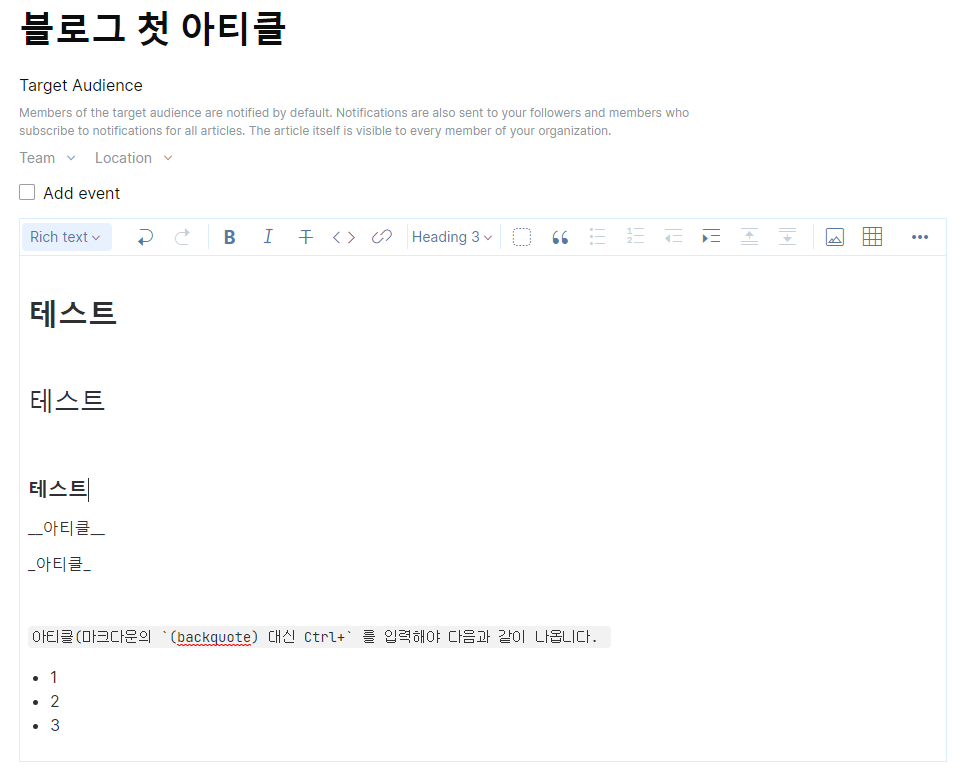 블로그 첫 아티클
Target Audience
Members of the target audience are notified by default. Notifications are also sent to your followers and members who
subscribe to notifications for all articles. The article itself is visible to every member of your organization.
Team Location
Add event
Rich text B I T < > Heading 3
테스트
테스트
테스트
__아티클__
_아티클_
아티클(마크다운의 `(backquote) 대신 Ctrl+` 를 입력해야 다음과 같이 나옵니다.
• 1
• 2
• 3